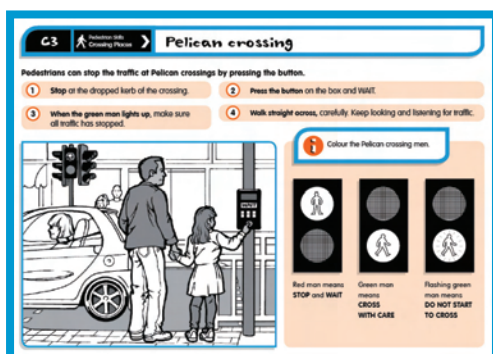 C3
Pedestrian Skills
Crossing Places
Pelican crossing
Pedestrians can stop the traffic at Pelican crossings by pressing the button.
1 Stop at the dropped kerb of the crossing.
2 Press the button on the box and WAIT.
3 When the green man lights up, make sure
all traffic has stopped.
4 Walk straight across, carefully. Keep looking and listening for traffic.
i Colour the Pelican crossing men.
WAIT
Red man means
STOP and WAIT
Green man
means
CROSS
WITH CARE
Flashing green
man means
DO NOT START
TO CROSS